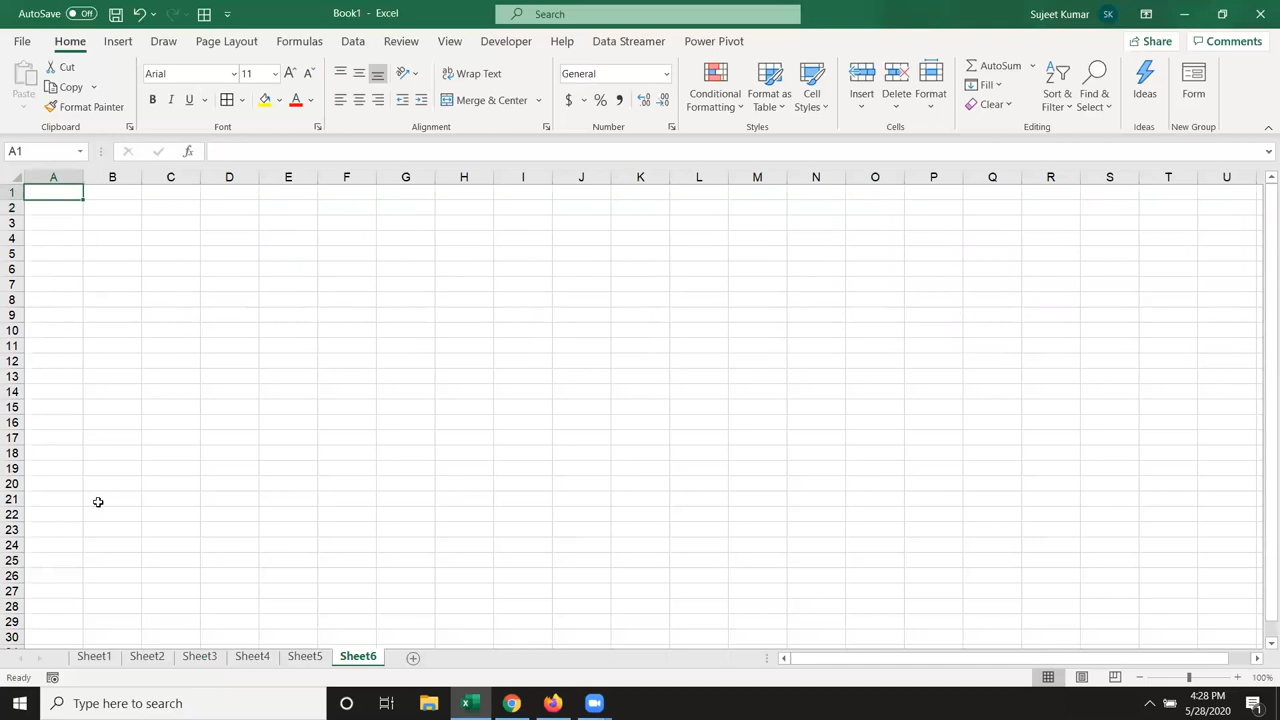 AutoSave Off Book1 - Excel Search Sujeet Kumar SK
File Home Insert Draw Page Layout Formulas Data Review View Developer Help Data Streamer Power Pivot Share Comments
Paste Cut Copy Format Painter Clipboard
Arial 11 B I U A Font
Wrap Text Merge & Center Alignment
General $ % , Number
Conditional Formatting Format as Table Cell Styles Styles
Insert Delete Format Cells
AutoSum Fill Clear Sort & Filter Find & Select Editing
Ideas Ideas
Form New Group
A1 fx
A B C D E F G H I J K L M N O P Q R S T U
1
2
3
4
5
6
7
8
9
10
11
12
13
14
15
16
17
18
19
20
21
22
23
24
25
26
27
28
29
30
Sheet1 Sheet2 Sheet3 Sheet4 Sheet5 Sheet6
Ready 100%
Type here to search 4:28 PM
5/28/2020 1